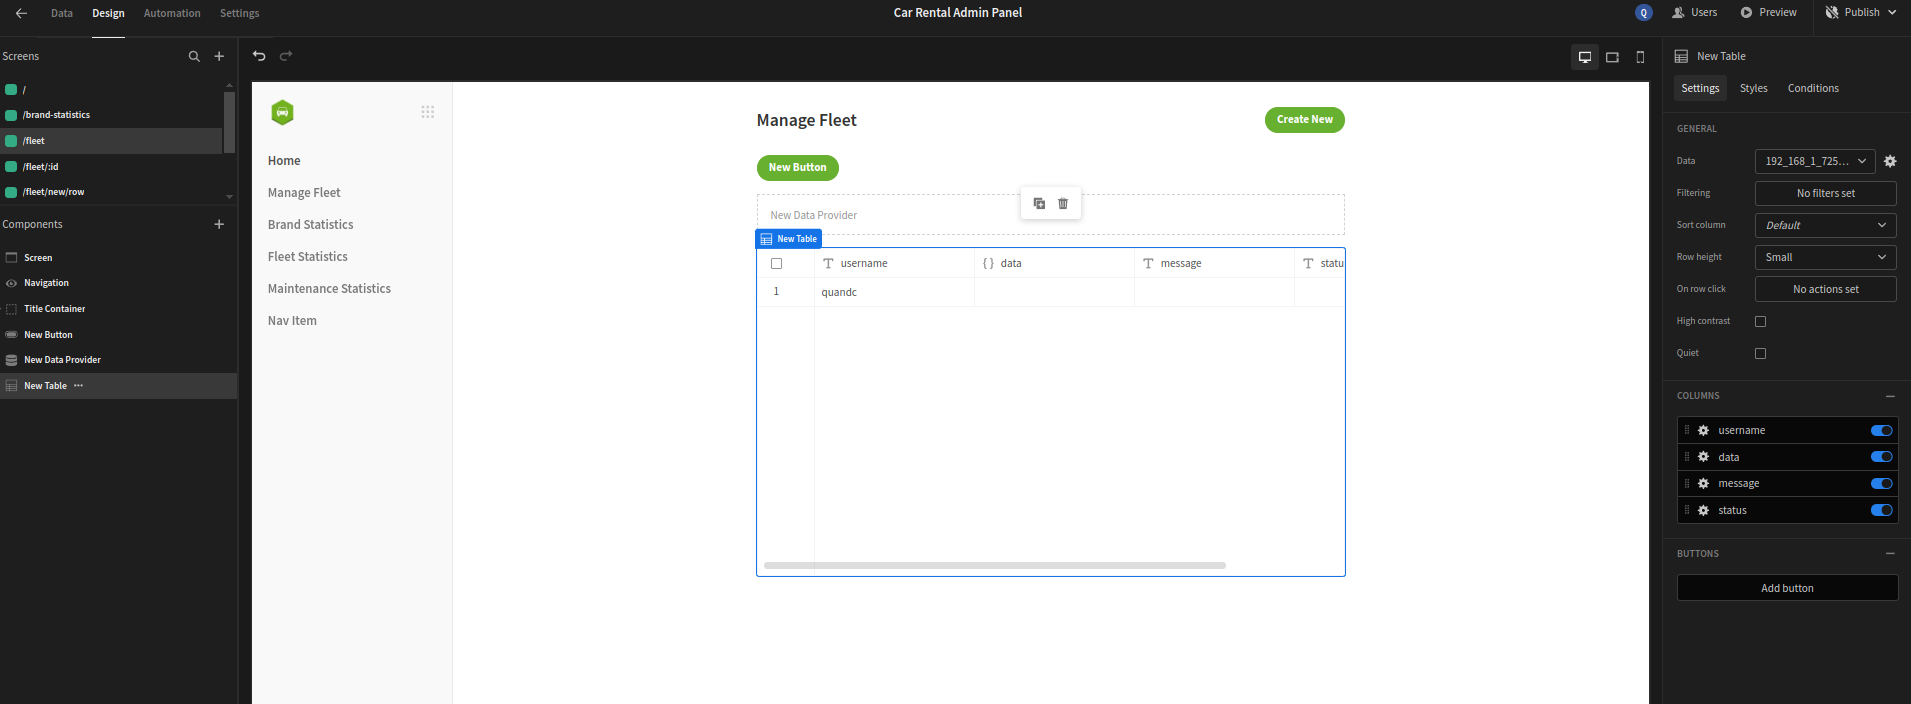 Data Design Automation Settings
Car Rental Admin Panel
Q Users Preview Publish
Screens
/
/brand-statistics
/fleet
/fleet/:id
/fleet/new/row
Components
Screen
Navigation
Title Container
New Button
New Data Provider
New Table
Home
Manage Fleet
Brand Statistics
Fleet Statistics
Maintenance Statistics
Nav Item
Manage Fleet
Create New
New Button
New Data Provider
New Table
username {} data message statu
1 quandc
New Table
Settings Styles Conditions
GENERAL
Data 192_168_1_725...
Filtering No filters set
Sort column Default
Row height Small
On row click No actions set
High contrast
Quiet
COLUMNS
username
data
message
status
BUTTONS
Add button